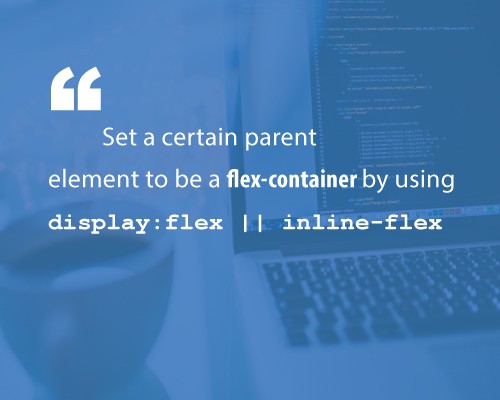 “
Set a certain parent
element to be a flex-container by using
display:flex || inline-flex